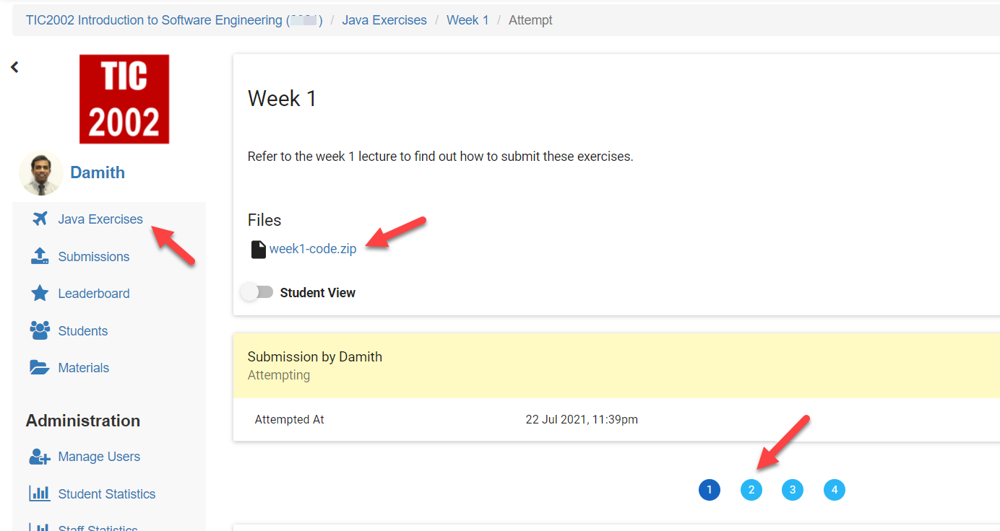 TIC2002 Introduction to Software Engineering ( ) / Java Exercises / Week 1 / Attempt
TIC
2002
Damith
Java Exercises
Submissions
Leaderboard
Students
Materials
Administration
Manage Users
Student Statistics
Staff Statistics
Week 1
Refer to the week 1 lecture to find out how to submit these exercises.
Files
week1-code.zip
Student View
Submission by Damith
Attempting
Attempted At 22 Jul 2021, 11:39pm
1 2 3 4